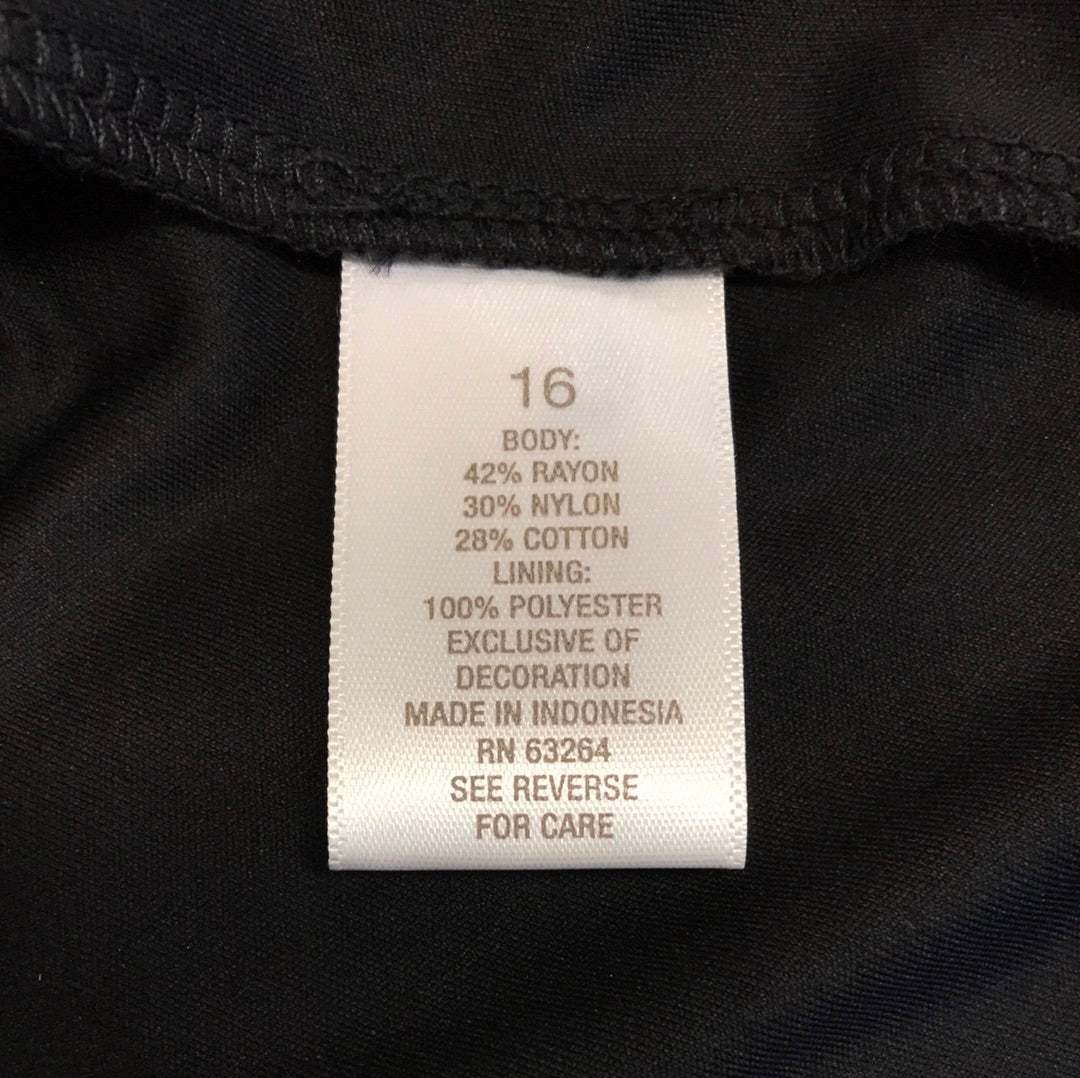 16
BODY:
42% RAYON
30% NYLON
28% COTTON
LINING:
100% POLYESTER
EXCLUSIVE OF
DECORATION
MADE IN INDONESIA
RN 63264
SEE REVERSE
FOR CARE